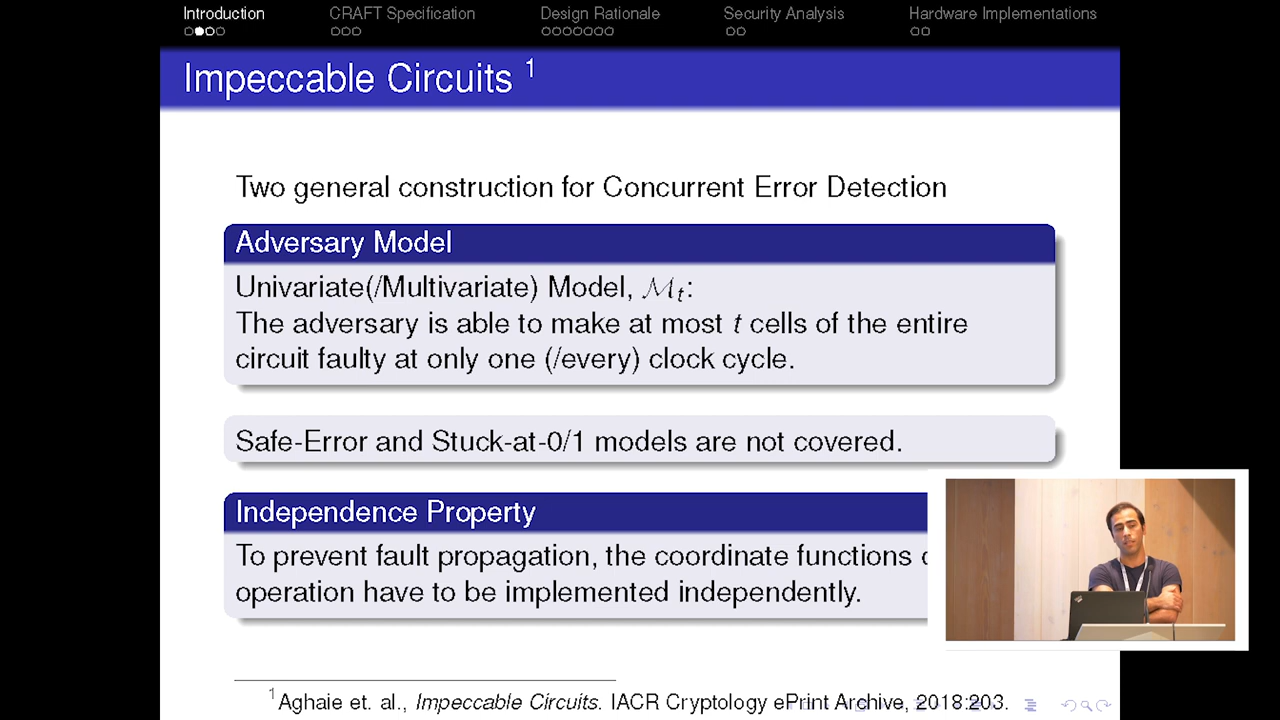 Introduction CRAFT Specification Design Rationale Security Analysis Hardware Implementations
Impeccable Circuits 1
Two general construction for Concurrent Error Detection
Adversary Model
Univariate(/Multivariate) Model, ℳt:
The adversary is able to make at most t cells of the entire
circuit faulty at only one (/every) clock cycle.
Safe-Error and Stuck-at-0/1 models are not covered.
Independence Property
To prevent fault propagation, the coordinate functions
operation have to be implemented independently.
1Aghaie et. al., Impeccable Circuits. IACR Cryptology ePrint Archive, 2018:203.